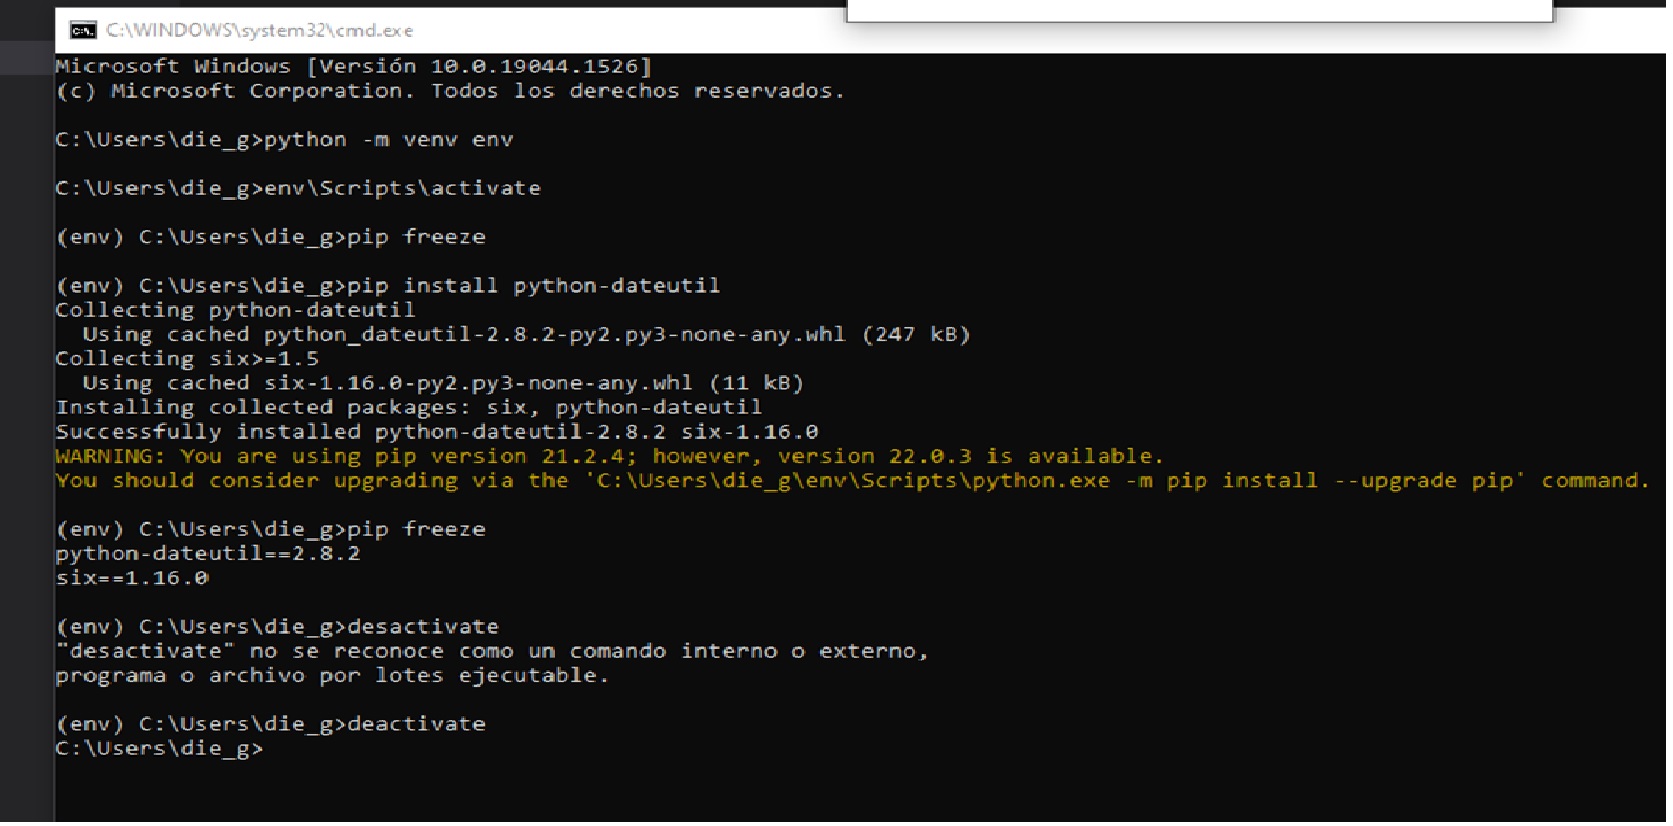 C:\WINDOWS\system32\cmd.exe
Microsoft Windows [Versión 10.0.19044.1526]
(c) Microsoft Corporation. Todos los derechos reservados.
C:\Users\die_g>python -m venv env
C:\Users\die_g>env\Scripts\activate
(env) C:\Users\die_g>pip freeze
(env) C:\Users\die_g>pip install python-dateutil
Collecting python-dateutil
  Using cached python_dateutil-2.8.2-py2.py3-none-any.whl (247 kB)
Collecting six>=1.5
  Using cached six-1.16.0-py2.py3-none-any.whl (11 kB)
Installing collected packages: six, python-dateutil
Successfully installed python-dateutil-2.8.2 six-1.16.0
WARNING: You are using pip version 21.2.4; however, version 22.0.3 is available.
You should consider upgrading via the 'C:\Users\die_g\env\Scripts\python.exe -m pip install --upgrade pip' command.
(env) C:\Users\die_g>pip freeze
python-dateutil==2.8.2
six==1.16.0
(env) C:\Users\die_g>desactivate
"desactivate" no se reconoce como un comando interno o externo,
programa o archivo por lotes ejecutable.
(env) C:\Users\die_g>deactivate
C:\Users\die_g>